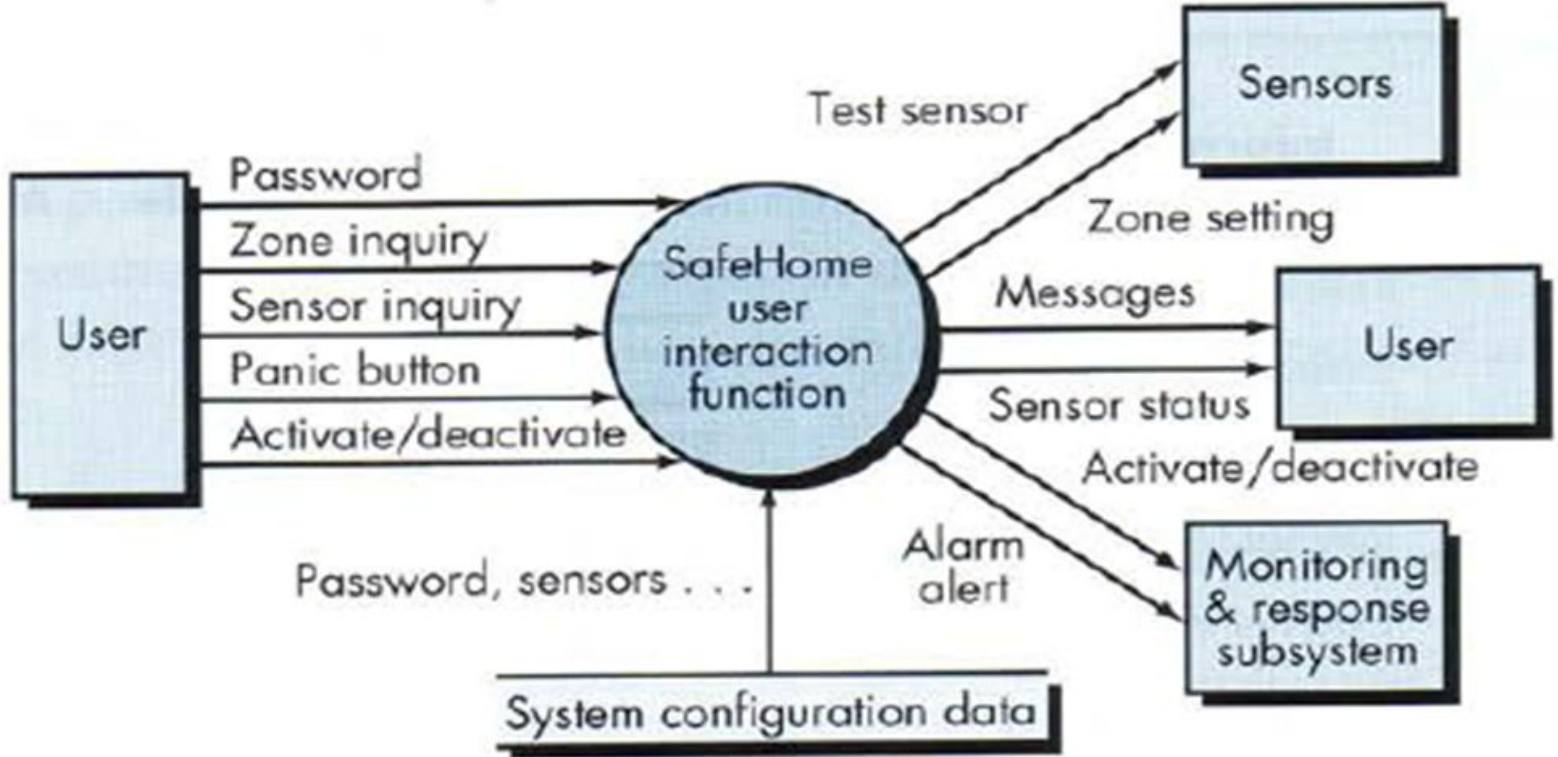 Test sensor
Sensors
Password
Zone setting
Zone inquiry
SafeHome
user
interaction
function
Messages
Sensor inquiry
User
User
Panic button
Sensor status
Activate/deactivate
Activate/deactivate
Alarm
alert
Monitoring
& response
subsystem
Password, sensors . . .
System configuration data